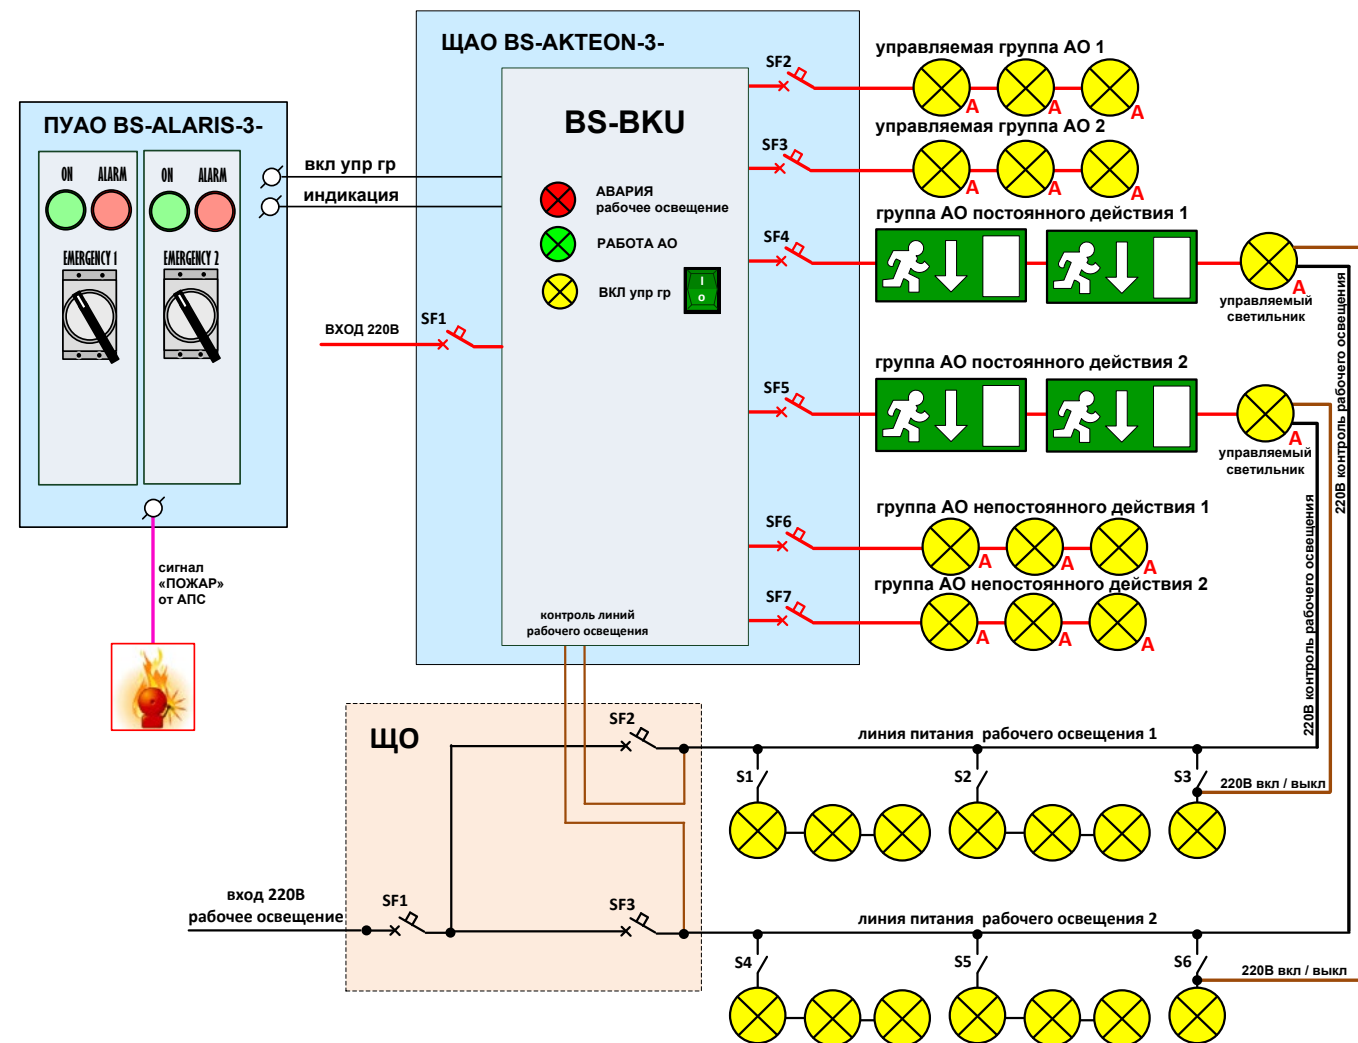 ЩАО BS-AKTEON-3-
ПУАО BS-ALARIS-3-
ON
ALARM
ON
ALARM
EMERGENCY 1
EMERGENCY 2
вкл упр гр
индикация
сигнал
«ПОЖАР»
от АПС
BS-BKU
АВАРИЯ
рабочее освещение
РАБОТА АО
ВКЛ упр гр
I
o
ВХОД 220В
SF1
контроль линий
рабочего освещения
SF2
управляемая группа АО 1
А
А
А
SF3
управляемая группа АО 2
А
А
А
SF4
группа АО постоянного действия 1
А
управляемый
светильник
SF5
группа АО постоянного действия 2
А
управляемый
светильник
SF6
группа АО непостоянного действия 1
А
А
А
SF7
группа АО непостоянного действия 2
А
А
А
220В контроль рабочего освещения
220В контроль рабочего освещения
ЩО
SF2
линия питания рабочего освещения 1
S1
S2
S3
220В вкл / выкл
вход 220В
рабочее освещение
SF1
SF3
линия питания рабочего освещения 2
S4
S5
S6
220В вкл / выкл